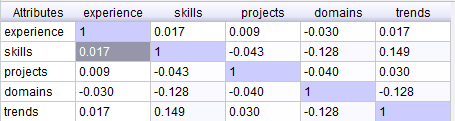 Attributes experience skills projects domains trends
experience 1 0.017 0.009 -0.030 0.017
skills 0.017 1 -0.043 -0.128 0.149
projects 0.009 -0.043 1 -0.040 0.030
domains -0.030 -0.128 -0.040 1 -0.128
trends 0.017 0.149 0.030 -0.128 1